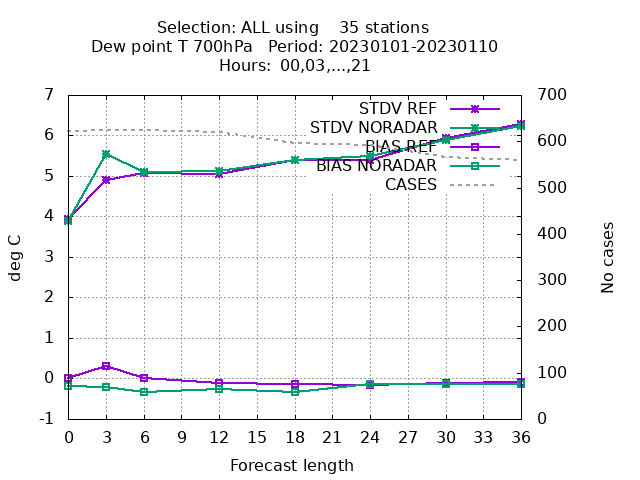 Selection: ALL using    35 stations
Dew point T 700hPa   Period: 20230101-20230110
Hours: 00,03,...,21
7
6
5
4
3
2
1
0
-1
deg C
STDV REF
STDV NORADAR
BIAS REF
BIAS NORADAR
CASES
700
600
500
400
300
200
100
0
No cases
0 3 6 9 12 15 18 21 24 27 30 33 36
Forecast length